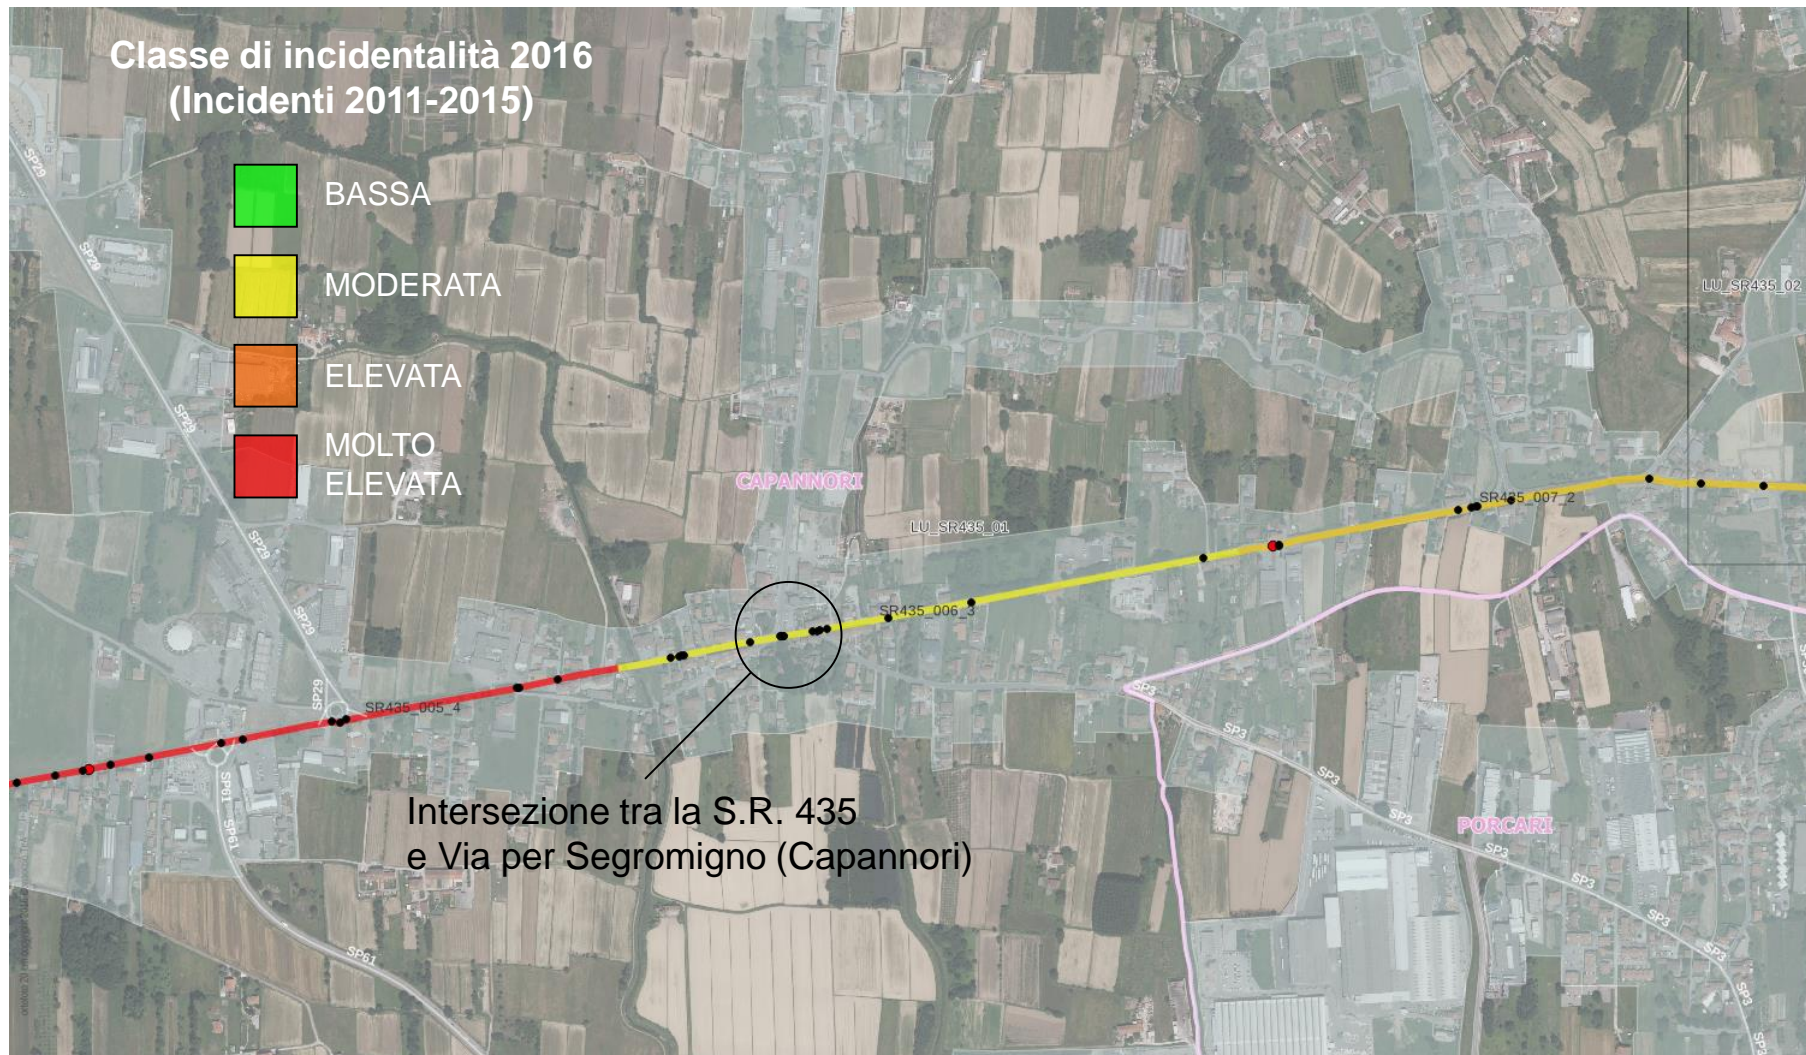 Classe di incidentalità 2016
(Incidenti 2011-2015)
BASSA
MODERATA
ELEVATA
MOLTO
ELEVATA
SP29
SP29
SP29
SP29
SP29
SP29
LU_SR435_02
CAPANNORI
LU_SR435_01
SR435_007_2
SR435_006_3
SR435_005_4
SP61
SP61
SP61
SP3
SP3
SP3
SP3
SP3
SP3
SP3
SP3
SP3
PORCARI
Intersezione tra la S.R. 435
e Via per Segromigno (Capannori)